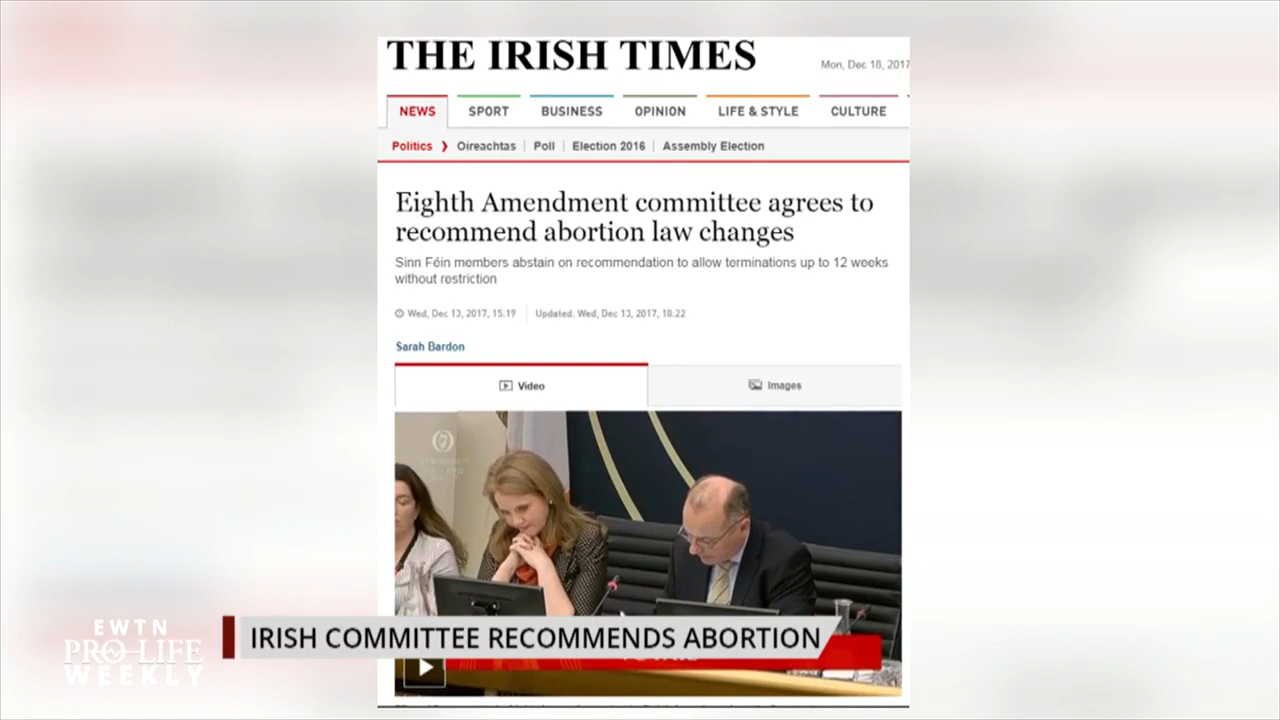 THE IRISH TIMES
Mon, Dec 18, 2017
NEWS SPORT BUSINESS OPINION LIFE & STYLE CULTURE
Politics ❯ Oireachtas Poll Election 2016 Assembly Election
Eighth Amendment committee agrees to
recommend abortion law changes
Sinn Féin members abstain on recommendation to allow terminations up to 12 weeks
without restriction
Wed, Dec 13, 2017, 15.19 Updated: Wed, Dec 13, 2017, 18:22
Sarah Bardon
Video Images
IRISH COMMITTEE RECOMMENDS ABORTION
EWTN
PRO-LIFE
WEEKLY